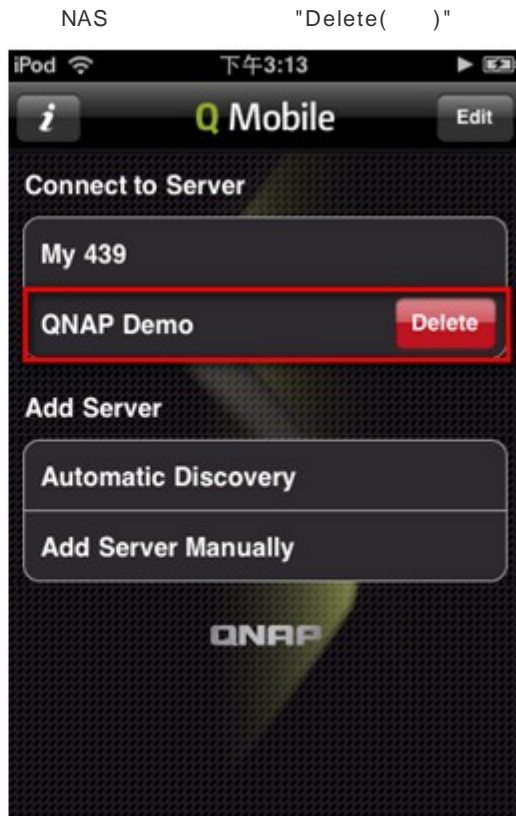 NAS "Delete( )"
iPod 下午3:13
i Q Mobile Edit
Connect to Server
My 439
QNAP Demo Delete
Add Server
Automatic Discovery
Add Server Manually
QNAP